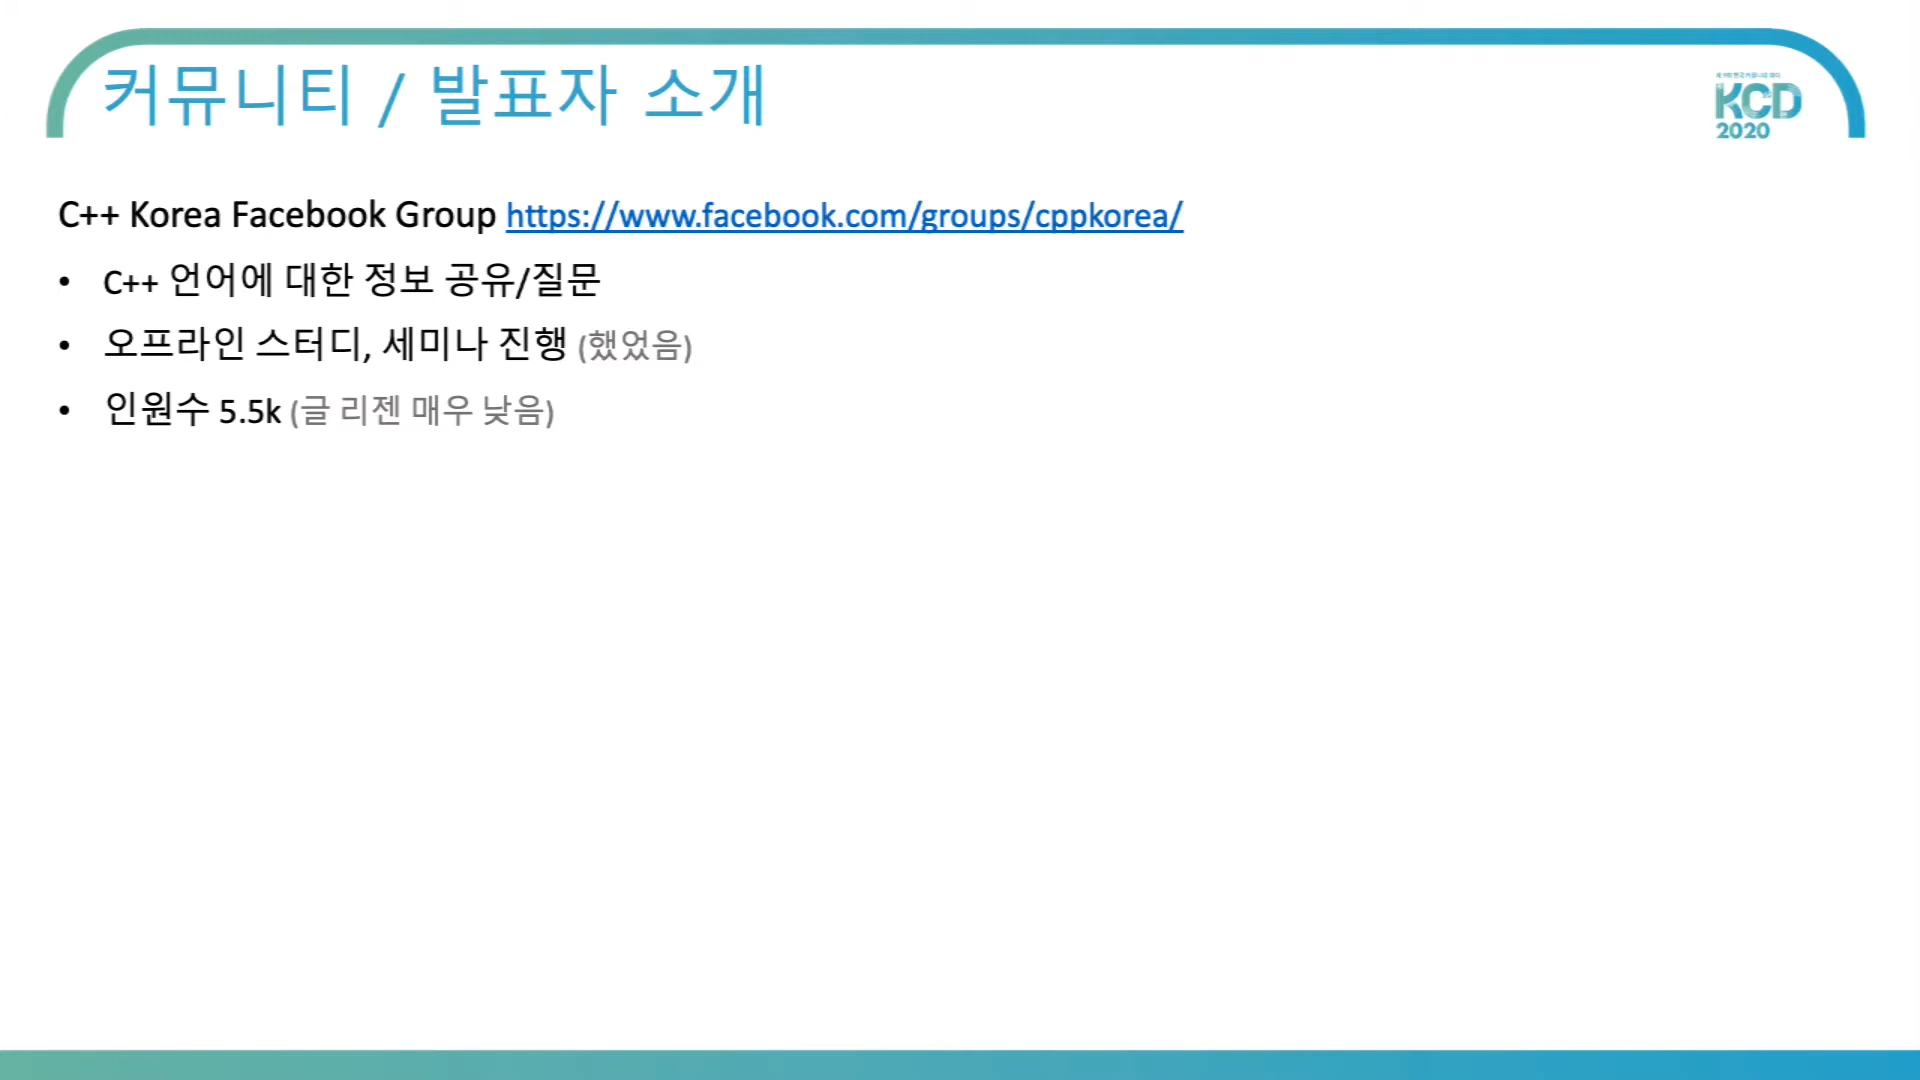 커뮤니티 / 발표자 소개
KCD
2020
C++ Korea Facebook Group https://www.facebook.com/groups/cppkorea/
• C++ 언어에 대한 정보 공유/질문
• 오프라인 스터디, 세미나 진행 (했었음)
• 인원수 5.5k (글 리젠 매우 낮음)